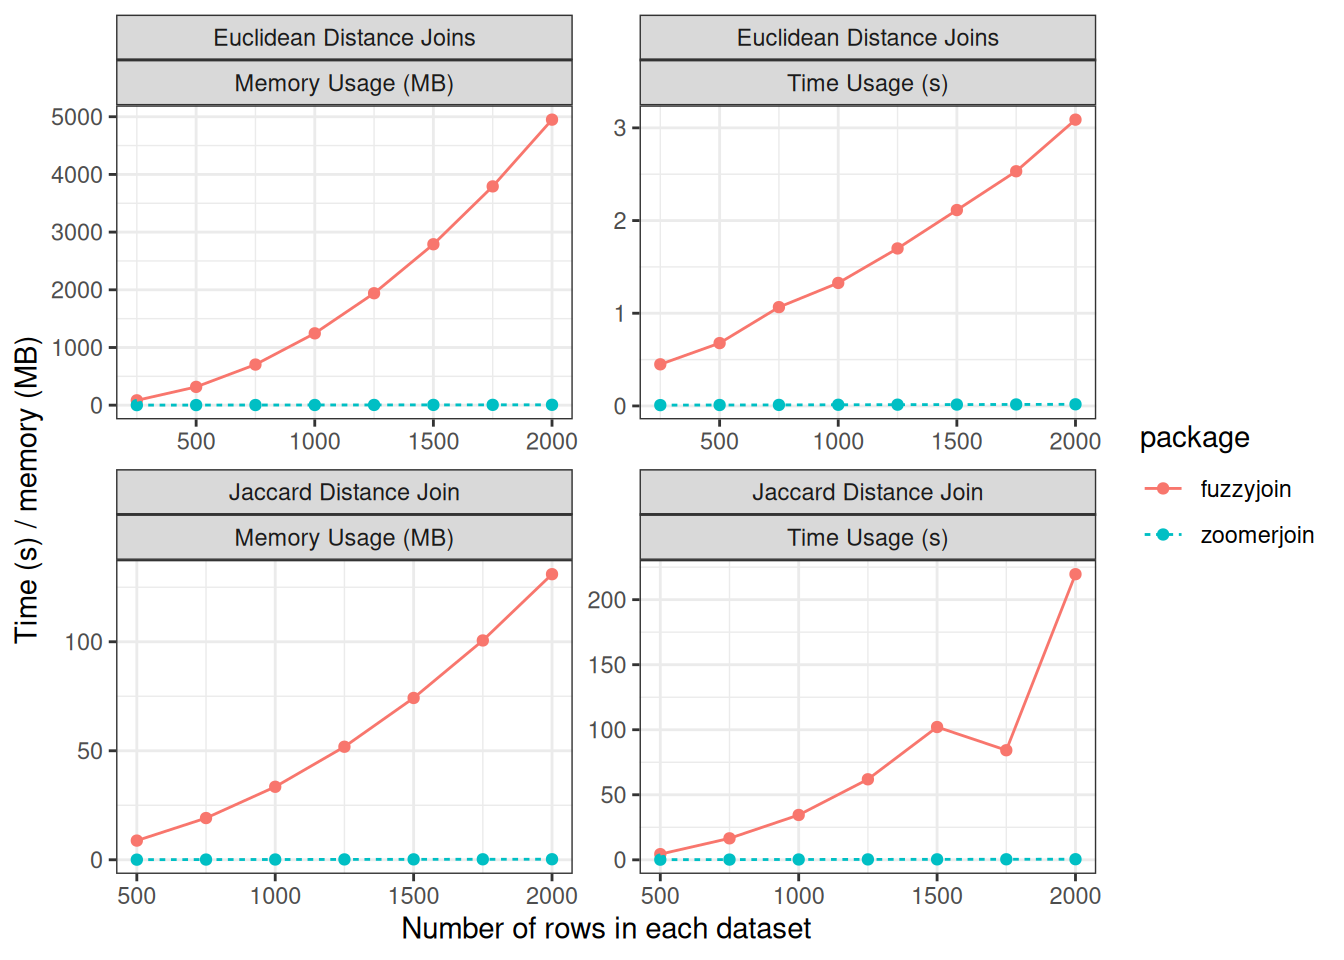 Euclidean Distance Joins
Euclidean Distance Joins
Memory Usage (MB)
Time Usage (s)
5000
4000
3000
2000
1000
0
500 1000 1500 2000
3
2
1
0
500 1000 1500 2000
Jaccard Distance Join
Jaccard Distance Join
Memory Usage (MB)
Time Usage (s)
100
50
0
500 1000 1500 2000
200
150
100
50
0
500 1000 1500 2000
Time (s) / memory (MB)
Number of rows in each dataset
package
fuzzyjoin
zoomerjoin